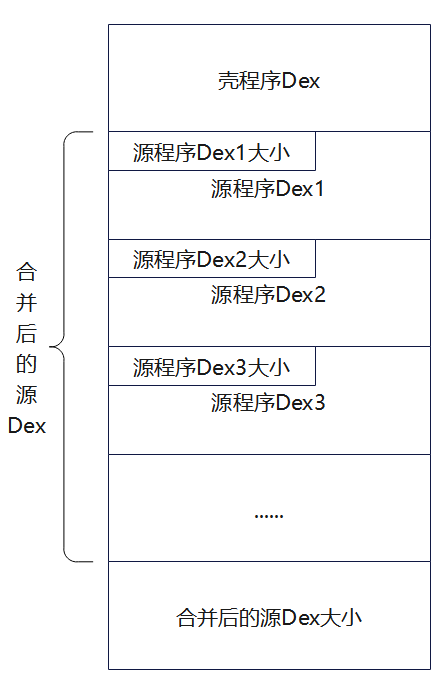 壳程序Dex
源程序Dex1大小
源程序Dex1
源程序Dex2大小
源程序Dex2
源程序Dex3大小
源程序Dex3
......
合并后的源Dex大小
合
并
后
的
源
Dex